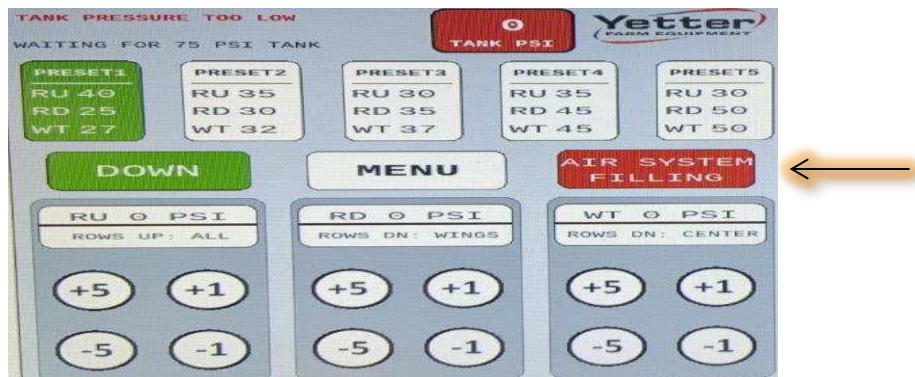 TANK PRESSURE TOO LOW
WAITING FOR 75 PSI TANK
0
TANK PSI
Yetter
FARM EQUIPMENT
PRESET1
RU 40
RD 25
WT 27
PRESET2
RU 35
RD 30
WT 32
PRESET3
RU 30
RD 35
WT 37
PRESET4
RU 35
RD 45
WT 45
PRESET5
RU 30
RD 50
WT 50
DOWN
MENU
AIR SYSTEM
FILLING
RU 0 PSI
ROWS UP: ALL
+5 +1
-5 -1
RD 0 PSI
ROWS DN: WINGS
+5 +1
-5 -1
WT 0 PSI
ROWS DN: CENTER
+5 +1
-5 -1